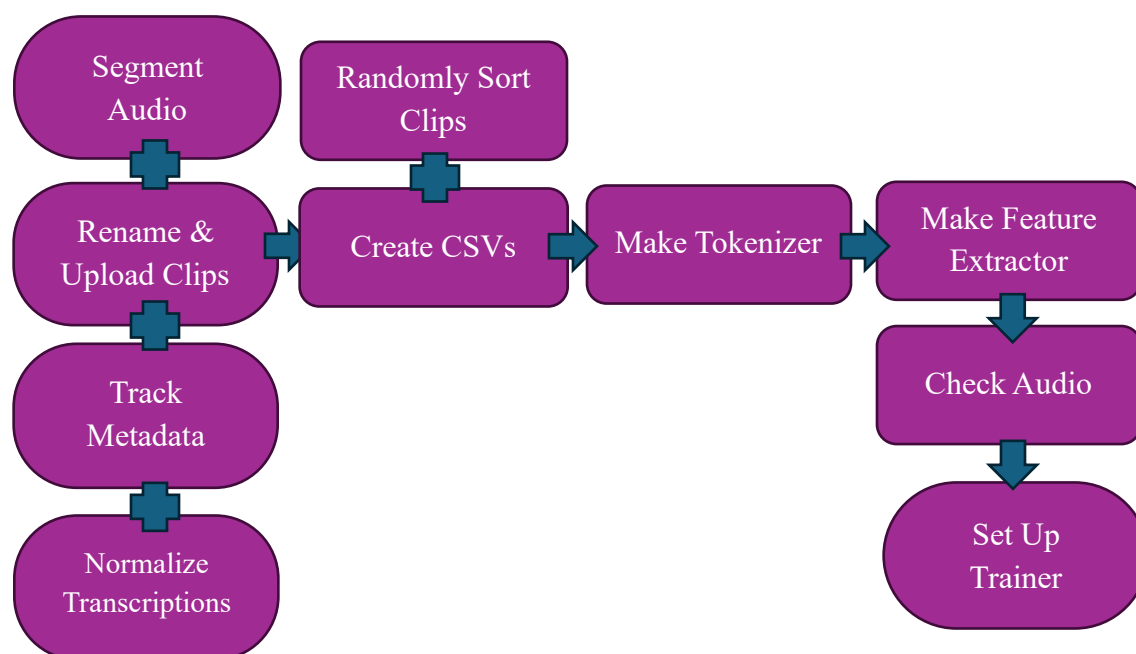 Segment
Audio
Rename &
Upload Clips
Track
Metadata
Normalize
Transcriptions
Randomly Sort
Clips
Create CSVs
Make Tokenizer
Make Feature
Extractor
Check Audio
Set Up
Trainer